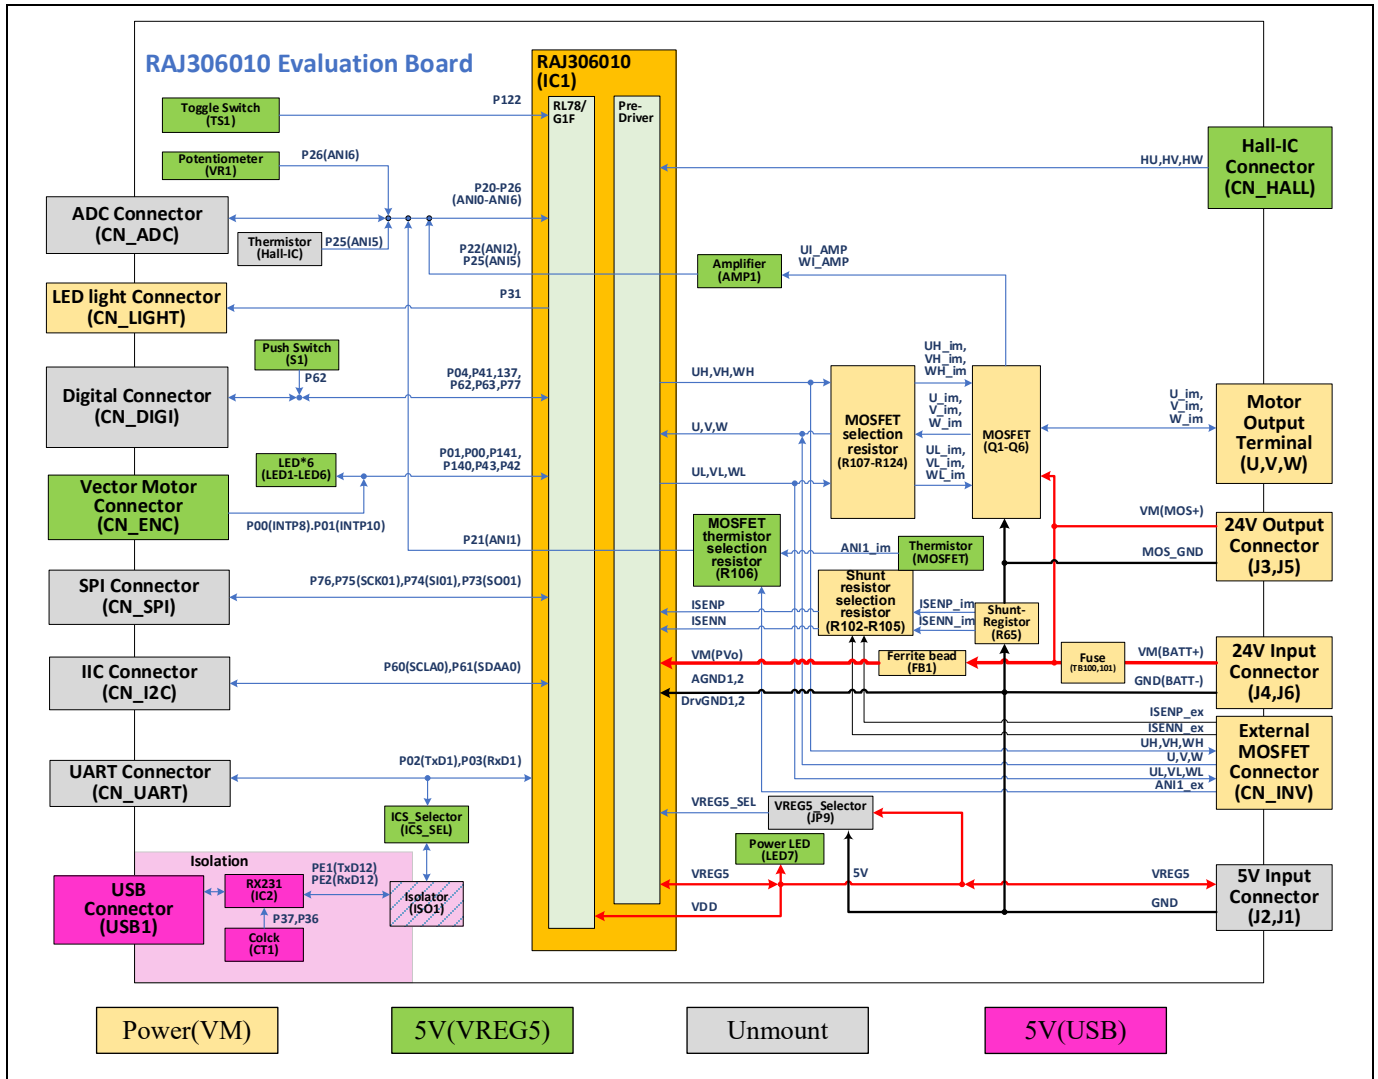 RAJ306010 Evaluation Board
RAJ306010
(IC1)
RL78/
G1F
Pre-
Driver
Toggle Switch
(TS1)
P122
Potentiometer
(VR1)
P26(ANI6)
P20-P26
(ANI0-ANI6)
ADC Connector
(CN_ADC)
Thermistor
(Hall-IC)
P25(ANI5)
P22(ANI2),
P25(ANI5)
LED light Connector
(CN_LIGHT)
P31
Push Switch
(S1)
P62
P04,P41,137,
P62,P63,P77
Digital Connector
(CN_DIGI)
LED*6
(LED1-LED6)
P01,P00,P141,
P140,P43,P42
Vector Motor
Connector
(CN_ENC)
P00(INTP8).P01(INTP10)
P21(ANI1)
SPI Connector
(CN_SPI)
P76,P75(SCK01),P74(SI01),P73(SO01)
IIC Connector
(CN_I2C)
P60(SCLA0),P61(SDAA0)
UART Connector
(CN_UART)
P02(TxD1),P03(RxD1)
ICS_Selector
(ICS_SEL)
Isolation
USB
Connector
(USB1)
RX231
(IC2)
PE1(TxD12)
PE2(RxD12)
Isolator
(ISO1)
P37,P36
Colck
(CT1)
HU,HV,HW
Hall-IC
Connector
(CN_HALL)
Amplifier
(AMP1)
UI_AMP
WI_AMP
UH,VH,WH
U,V,W
UL,VL,WL
MOSFET
selection
resistor
(R107-R124)
UH_im,
VH_im,
WH_im
U_im,
V_im,
W_im
UL_im,
VL_im,
WL_im
MOSFET
(Q1-Q6)
U_im,
V_im,
W_im
Motor
Output
Terminal
(U,V,W)
MOSFET
thermistor
selection
resistor
(R106)
ANI1_im
Thermistor
(MOSFET)
VM(MOS+)
MOS_GND
24V Output
Connector
(J3,J5)
ISENP
ISENN
Shunt
resistor
selection
resistor
(R102-R105)
ISENP_im
ISENN_im
Shunt-
Registor
(R65)
VM(PVo)
Ferrite bead
(FB1)
Fuse
(TB100,101)
VM(BATT+)
GND(BATT-)
24V Input
Connector
(J4,J6)
AGND1,2
DrvGND1,2
ISENP_ex
ISENN_ex
UH,VH,WH
U,V,W
UL,VL,WL
ANI1_ex
External
MOSFET
Connector
(CN_INV)
VREG5_SEL
VREG5_Selector
(JP9)
Power LED
(LED7)
VREG5
5V
VREG5
VDD
GND
5V Input
Connector
(J2,J1)
Power(VM)
5V(VREG5)
Unmount
5V(USB)